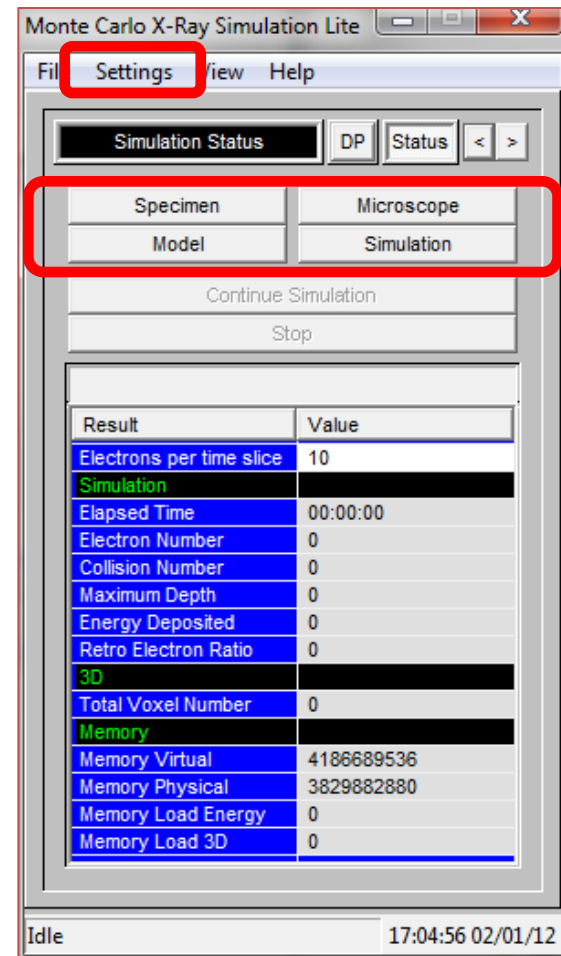 Monte Carlo X-Ray Simulation Lite
File Settings View Help
Simulation Status DP Status < >
Specimen Microscope
Model Simulation
Continue Simulation
Stop
Result Value
Electrons per time slice 10
Simulation
Elapsed Time 00:00:00
Electron Number 0
Collision Number 0
Maximum Depth 0
Energy Deposited 0
Retro Electron Ratio 0
3D
Total Voxel Number 0
Memory
Memory Virtual 4186689536
Memory Physical 3829882880
Memory Load Energy 0
Memory Load 3D 0
Idle 17:04:56 02/01/12